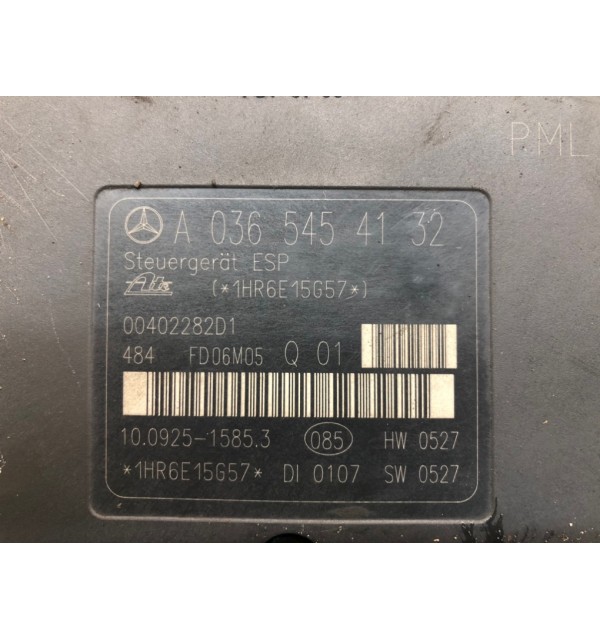 PML
A 036 545 41 32
Steuergerät ESP
Ate (*1HR6E15G57*)
00402282D1
484 FD06M05 Q 01
10.0925-1585.3 085 HW 0527
*1HR6E15G57* DI 0107 SW 0527